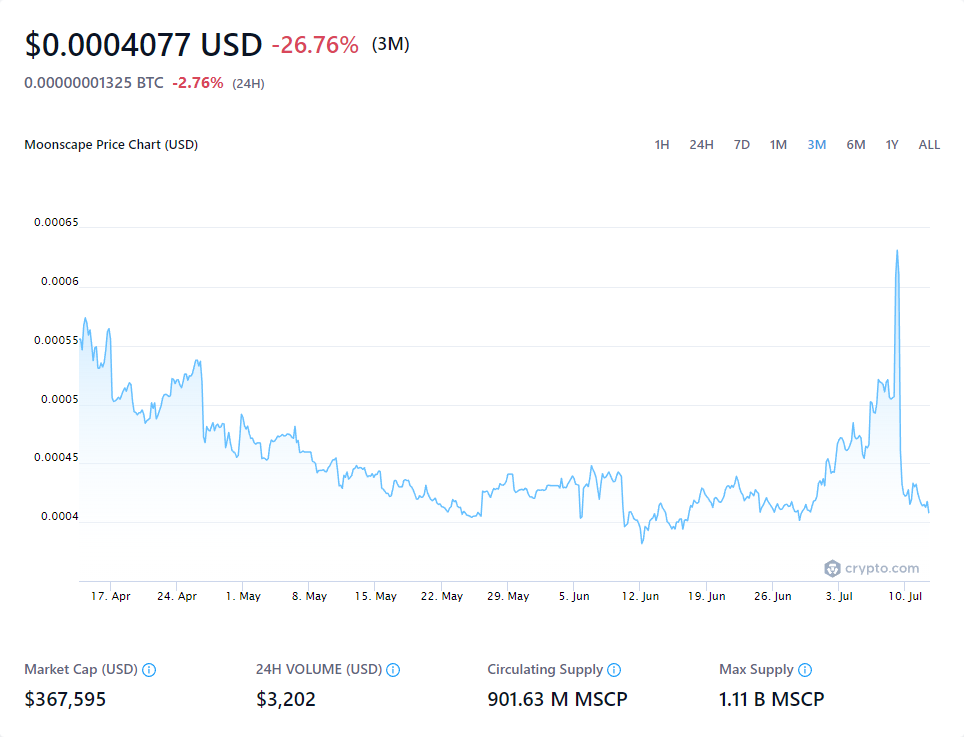 $0.0004077 USD -26.76% (3M)
0.00000001325 BTC -2.76% (24H)
Moonscape Price Chart (USD) 1H 24H 7D 1M 3M 6M 1Y ALL
0.00065
0.0006
0.00055
0.0005
0.00045
0.0004
crypto.com
17. Apr 24. Apr 1. May 8. May 15. May 22. May 29. May 5. Jun 12. Jun 19. Jun 26. Jun 3. Jul 10. Jul
Market Cap (USD) 24H VOLUME (USD) Circulating Supply Max Supply
$367,595 $3,202 901.63 M MSCP 1.11 B MSCP